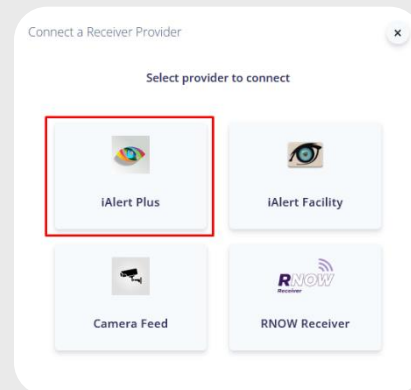 Connect a Receiver Provider
x
Select provider to connect
iAlert Plus
iAlert Facility
RNOW
Receiver
Camera Feed
RNOW Receiver